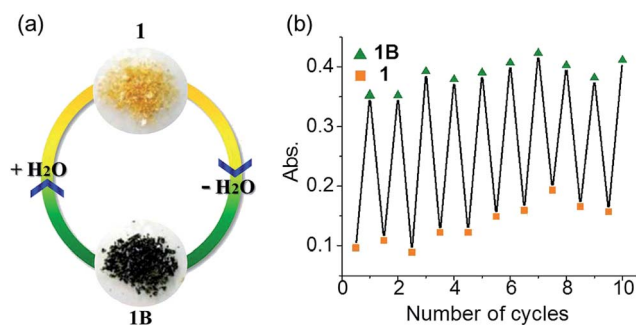 (a)
1
+ H2O
- H2O
1B
(b)
1B
1
Abs.
0.4
0.3
0.2
0.1
0 2 4 6 8 10
Number of cycles